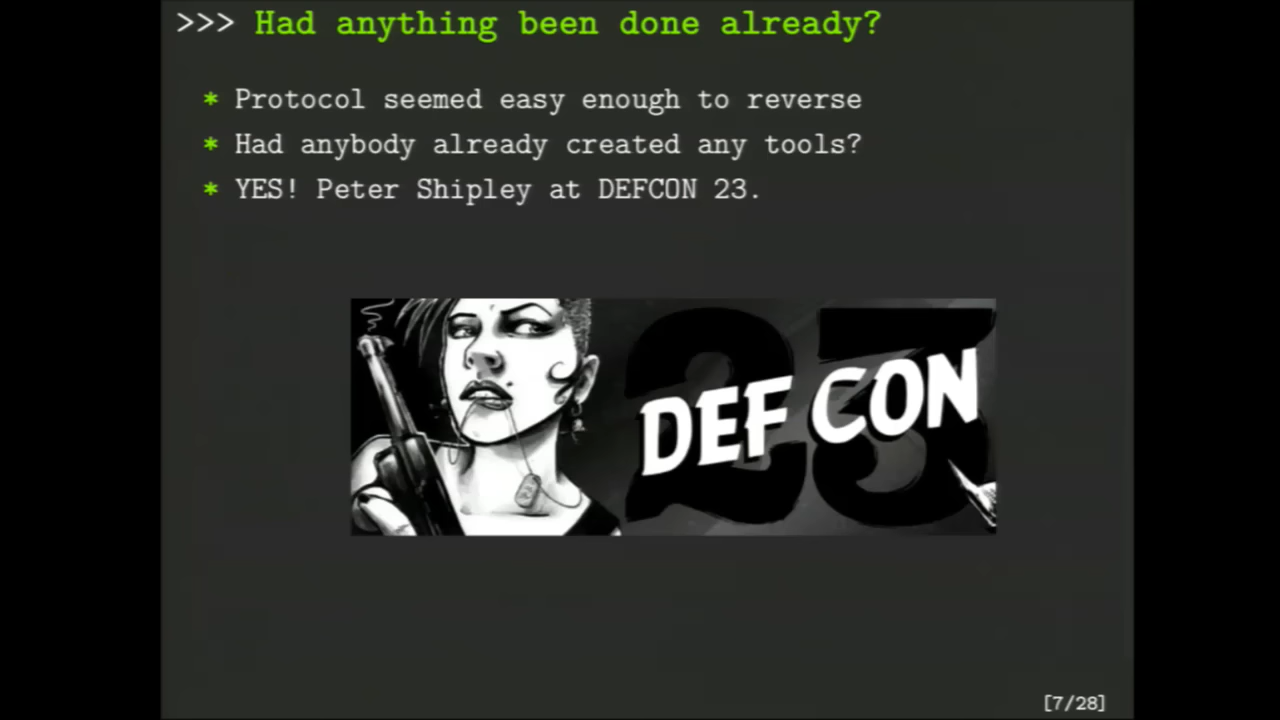 >>> Had anything been done already?
* Protocol seemed easy enough to reverse
* Had anybody already created any tools?
* YES! Peter Shipley at DEFCON 23.
23
DEF CON
[7/28]